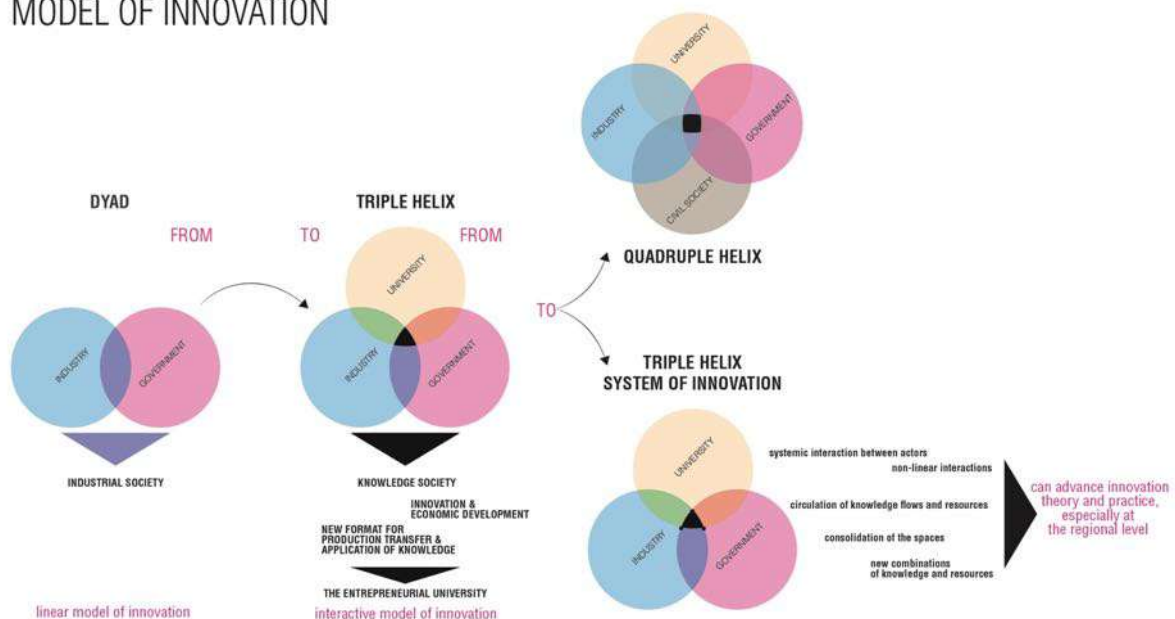 MODEL OF INNOVATION
DYAD
FROM
TO
INDUSTRY
GOVERNMENT
INDUSTRIAL SOCIETY
linear model of innovation
TRIPLE HELIX
FROM
UNIVERSITY
INDUSTRY
GOVERNMENT
KNOWLEDGE SOCIETY
INNOVATION &
ECONOMIC DEVELOPMENT
NEW FORMAT FOR
PRODUCTION TRANSFER &
APPLICATION OF KNOWLEDGE
THE ENTREPRENEURIAL UNIVERSITY
interactive model of innovation
TO
UNIVERSITY
INDUSTRY
GOVERNMENT
CIVIL SOCIETY
QUADRUPLE HELIX
TRIPLE HELIX
SYSTEM OF INNOVATION
UNIVERSITY
INDUSTRY
GOVERNMENT
systemic interaction between actors
non-linear interactions
circulation of knowledge flows and resources
consolidation of the spaces
new combinations
of knowledge and resources
can advance innovation
theory and practice,
especially at
the regional level